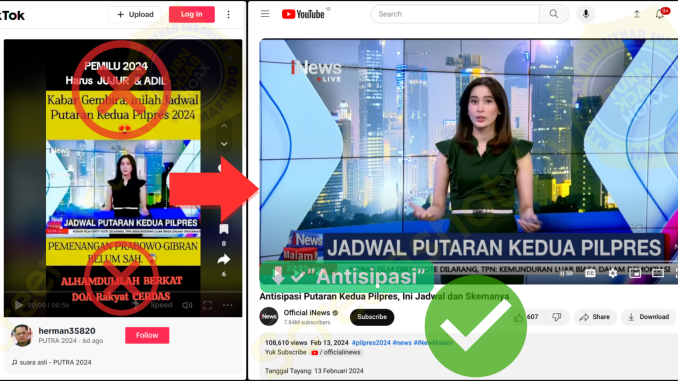 kTok
+ Upload
Log in
PEMILU 2024
Harus JUJUR & ADIL
Kabar Gembira, inilah Jadwal
Putaran Kedua Pilpres 2024
News
JADWAL PUTARAN KEDUA PILPRES
PEMENANGAN PRABOWO-GIBRAN
BELUM SAH.
ALHAMDULILAH BERKAT
DOA Rakyat CERDAS
8
6
00:00 / 00:56
Speed
herman35820
PUTRA 2024 · 6d ago
Follow
suara asli - PUTRA 2024
YouTube
ID
Search
9+
iNews
LIVE
iNews
Malam
JADWAL PUTARAN KEDUA PILPRES
DILARANG, TPN: KEMUNDURAN LUAR BIASA DALAM DEMOKRASI
"Antisipasi"
Antisipasi Putaran Kedua Pilpres, Ini Jadwal dan Skemanya
iNews
Official iNews
7.84M subscribers
Subscribe
607
Share
Download
108,610 views Feb 13, 2024 #pilpres2024 #news #iNewMalam
Yuk Subscribe / officialinews
Tanggal Tayang: 13 Februari 2024